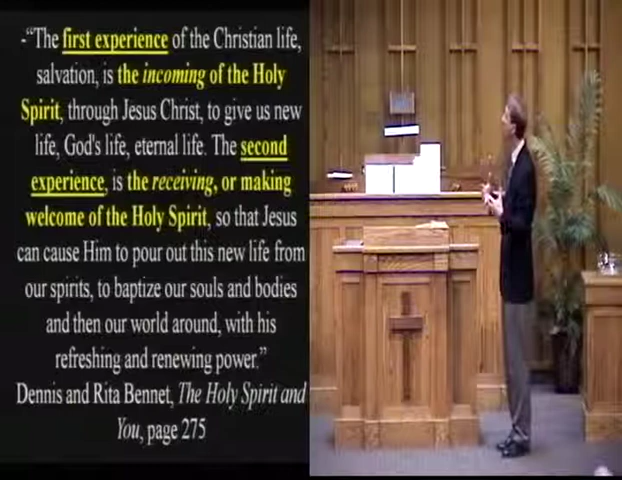 -“The first experience of the Christian life,
salvation, is the incoming of the Holy
Spirit, through Jesus Christ, to give us new
life, God's life, eternal life. The second
experience, is the receiving, or making
welcome of the Holy Spirit, so that Jesus
can cause Him to pour out this new life from
our spirits, to baptize our souls and bodies
and then our world around, with his
refreshing and renewing power.”
Dennis and Rita Bennet, The Holy Spirit and
You, page 275